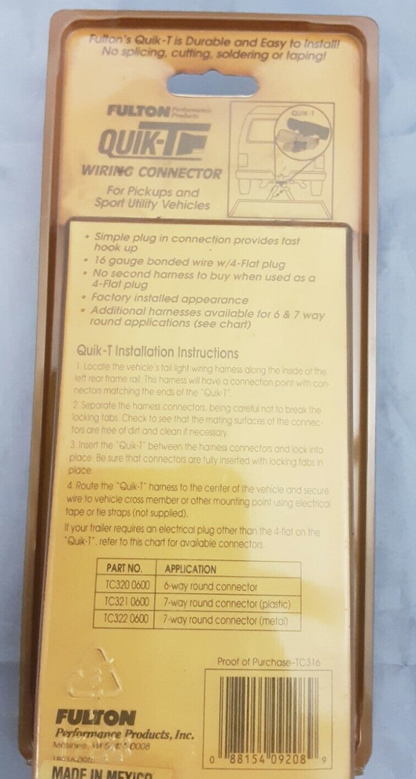 Fulton's Quik-T is Durable and Easy to Install!
No splicing, cutting, soldering or taping!
FULTON Performance Products
QUIK-T
QUIK-T
WIRING CONNECTOR
For Pickups and
Sport Utility Vehicles
• Simple plug in connection provides fast
hook up
• 16 gauge bonded wire w/4-Flat plug
• No second harness to buy when used as a
4-Flat plug
• Factory installed appearance
• Additional harnesses available for 6 & 7 way
round applications (see chart)
Quik-T Installation Instructions
1. Locate the vehicle's tail light wiring harness along the inside of the
left rear frame rail. This harness will have a connection point with con-
nectors matching the ends of the "Quik-T".
2. Separate the harness connectors, being careful not to break the
locking tabs. Check to see that the mating surfaces of the connec-
tors are free of dirt and clean if necessary.
3. Insert the "Quik-T" between the harness connectors and lock into
place. Be sure that connectors are fully inserted with locking tabs in
place.
4. Route the "Quik-T" harness to the center of the vehicle and secure
wire to vehicle cross member or other mounting point using electrical
tape or tie straps (not supplied).
If your trailer requires an electrical plug other than the 4-flat on the
"Quik-T", refer to this chart for available connectors.
PART NO. APPLICATION
TC320 0600 6-way round connector
TC321 0600 7-way round connector (plastic)
TC322 0600 7-way round connector (metal)
Proof of Purchase-TC316
FULTON
Performance Products, Inc.
0 88154 09208 9
MADE IN MEXICO